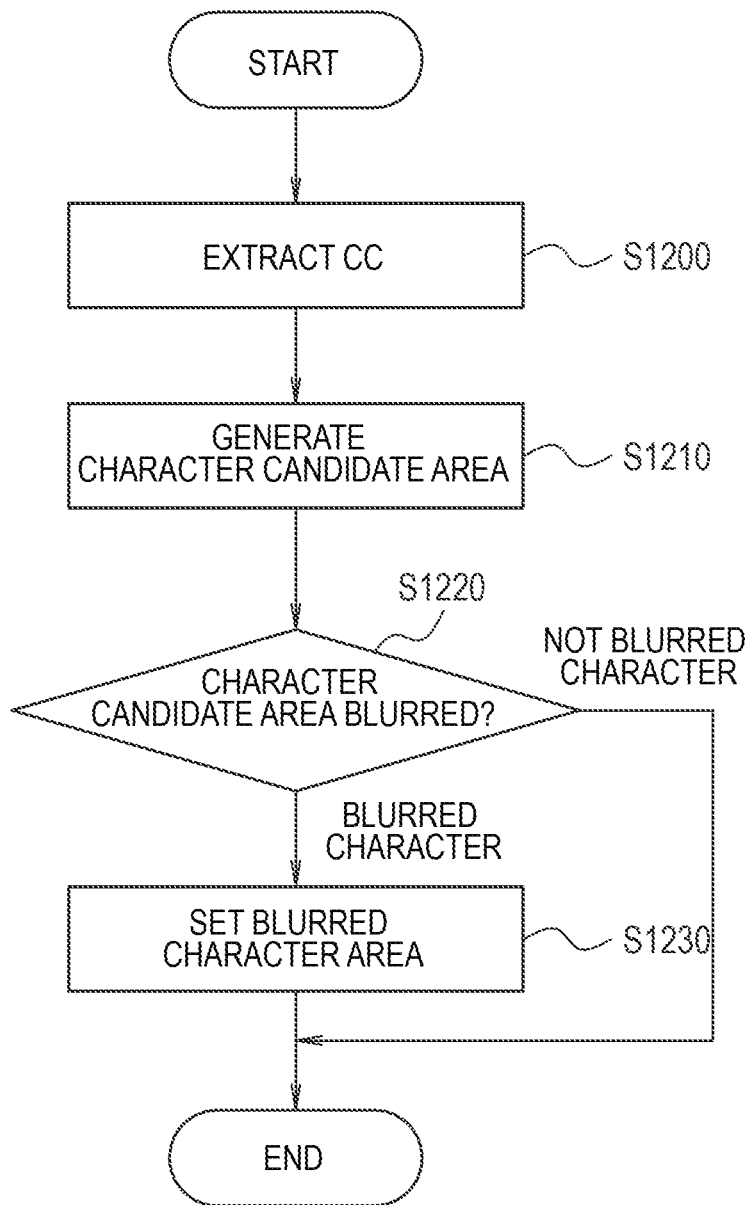 START
EXTRACT CC
S1200
GENERATE
CHARACTER CANDIDATE AREA
S1210
S1220
CHARACTER
CANDIDATE AREA BLURRED?
NOT BLURRED
CHARACTER
BLURRED
CHARACTER
SET BLURRED
CHARACTER AREA
S1230
END